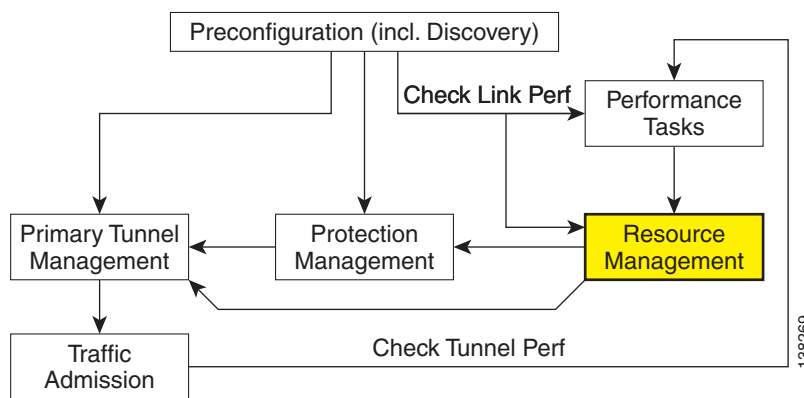 Preconfiguration (incl. Discovery)
Check Link Perf
Performance
Tasks
Primary Tunnel
Management
Protection
Management
Resource
Management
Traffic
Admission
Check Tunnel Perf
138269